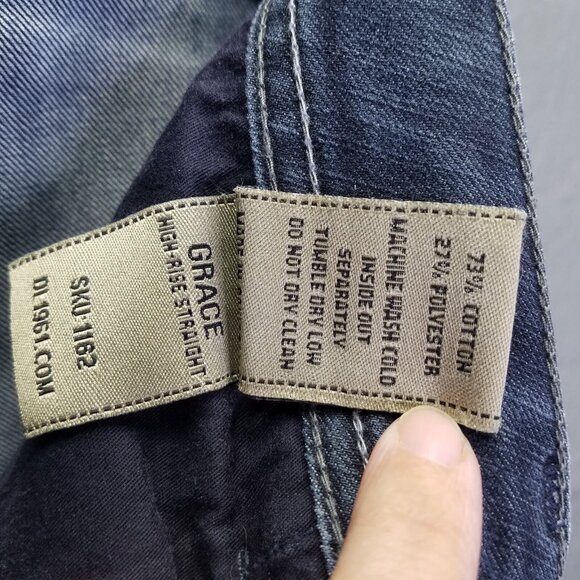 GRACE
HIGH-RISE STRAIGHT
SKU-1162
DL1961.COM
73% COTTON
27% POLYESTER
MACHINE WASH COLD
INSIDE OUT
SEPARATELY
TUMBLE DRY LOW
DO NOT DRY CLEAN